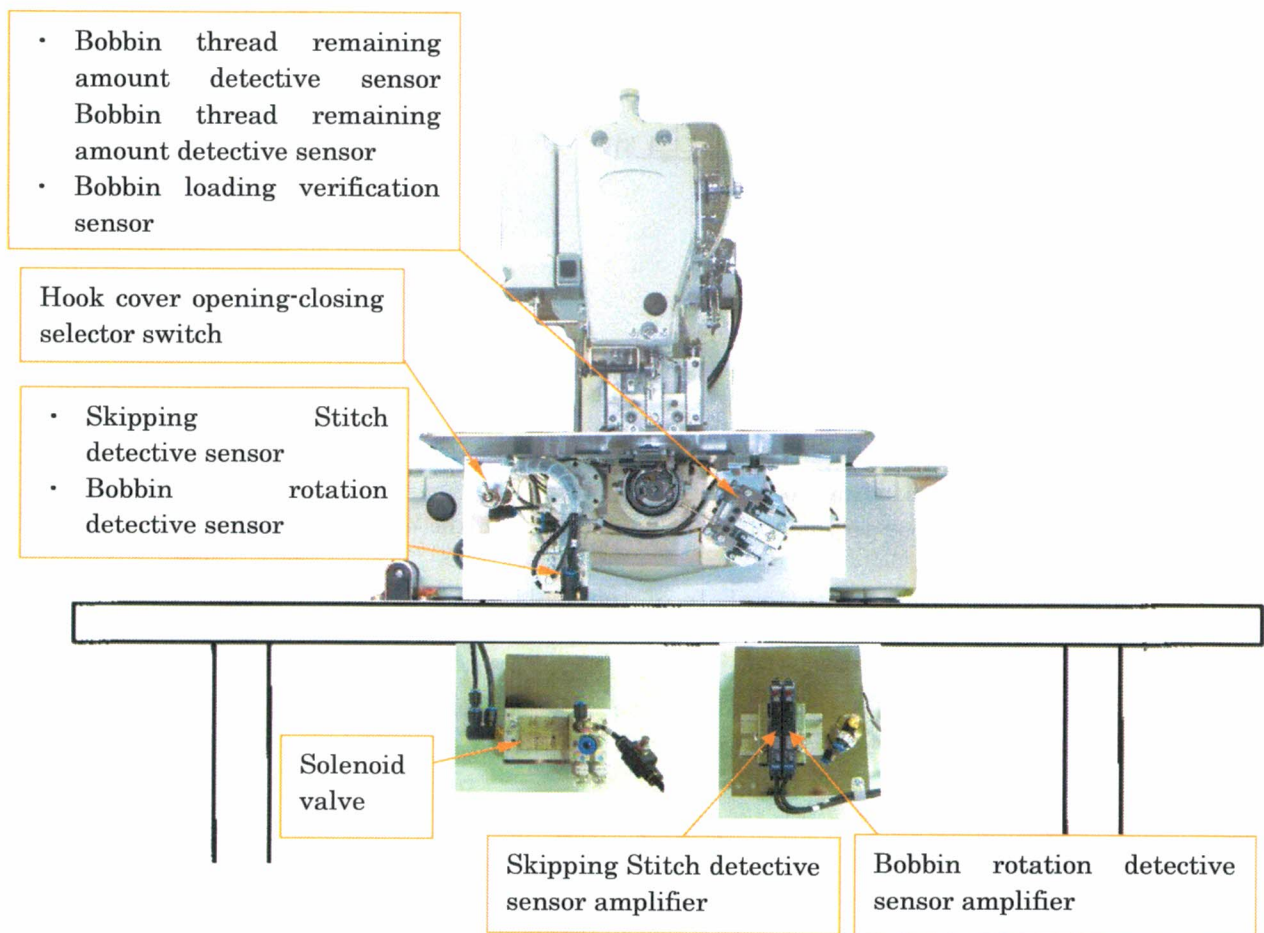 ・ Bobbin thread remaining
amount detective sensor
Bobbin thread remaining
amount detective sensor
・ Bobbin loading verification
sensor
Hook cover opening-closing
selector switch
・ Skipping Stitch
detective sensor
・ Bobbin rotation
detective sensor
Solenoid
valve
Skipping Stitch detective
sensor amplifier
Bobbin rotation detective
sensor amplifier